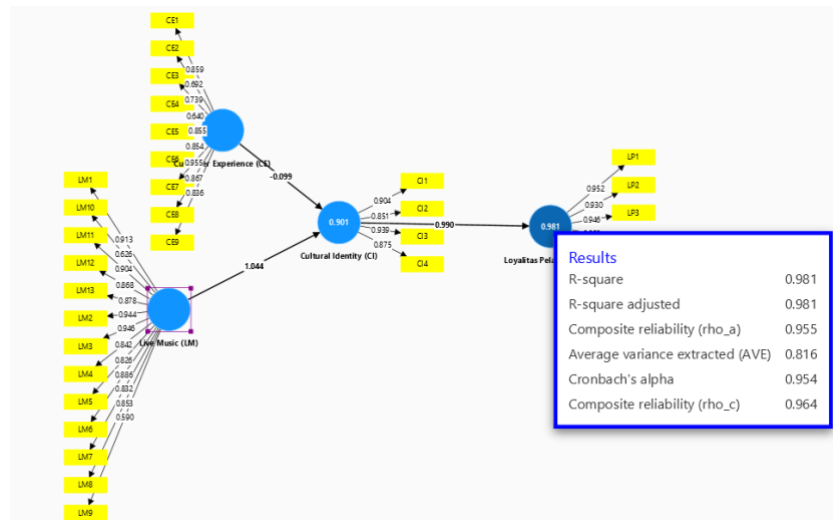 CE1
CE2
CE3
CE4
CE5
CE6
CE7
CE8
CE9
0.859
0.692
0.739
0.640
0.855
0.854
0.955
0.867
0.836
Experience (CE)
-0.099
LM1
LM10
LM11
LM12
LM13
LM2
LM3
LM4
LM5
LM6
LM7
LM8
LM9
0.913
0.626
0.904
0.868
0.878
0.944
0.946
0.842
0.826
0.886
0.832
0.853
0.590
Live Music (LM)
1.044
0.901
Cultural Identity (CI)
0.904
0.851
0.939
0.875
CI1
CI2
CI3
CI4
0.990
0.981
Loyalitas Pela
0.952
0.930
0.946
LP1
LP2
LP3
Results
R-square 0.981
R-square adjusted 0.981
Composite reliability (rho_a) 0.955
Average variance extracted (AVE) 0.816
Cronbach's alpha 0.954
Composite reliability (rho_c) 0.964